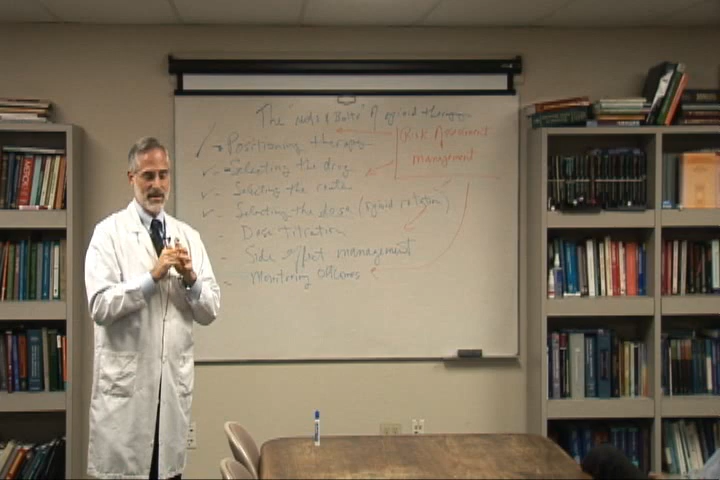 The "Nuts & Bolts" of opioid therapy
Positioning therapy
- Selecting the drug
- Selecting the route
- Selecting the dose (opioid rotation)
- Dose titration
- Side effect management
- Monitoring outcomes
Risk Assessment
management